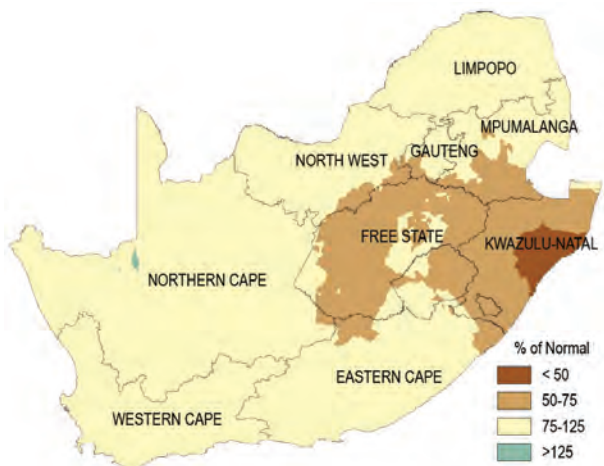 LIMPOPO
MPUMALANGA
GAUTENG
NORTH WEST
FREE STATE
KWAZULU-NATAL
NORTHERN CAPE
EASTERN CAPE
WESTERN CAPE
% of Normal
< 50
50-75
75-125
>125